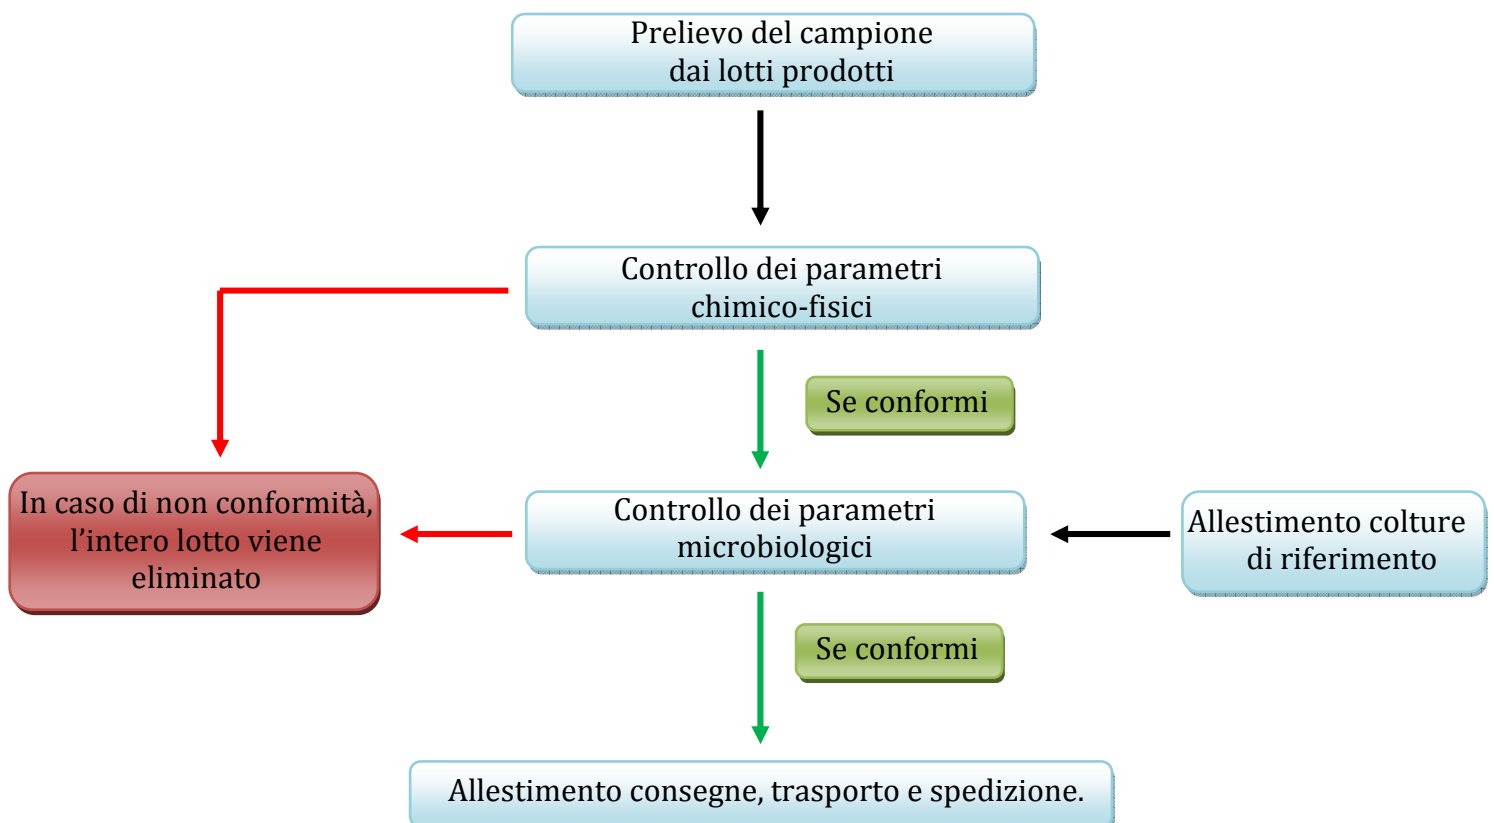 Prelievo del campione
dai lotti prodotti
Controllo dei parametri
chimico-fisici
Se conformi
In caso di non conformità,
l’intero lotto viene
eliminato
Controllo dei parametri
microbiologici
Allestimento colture
di riferimento
Se conformi
Allestimento consegne, trasporto e spedizione.